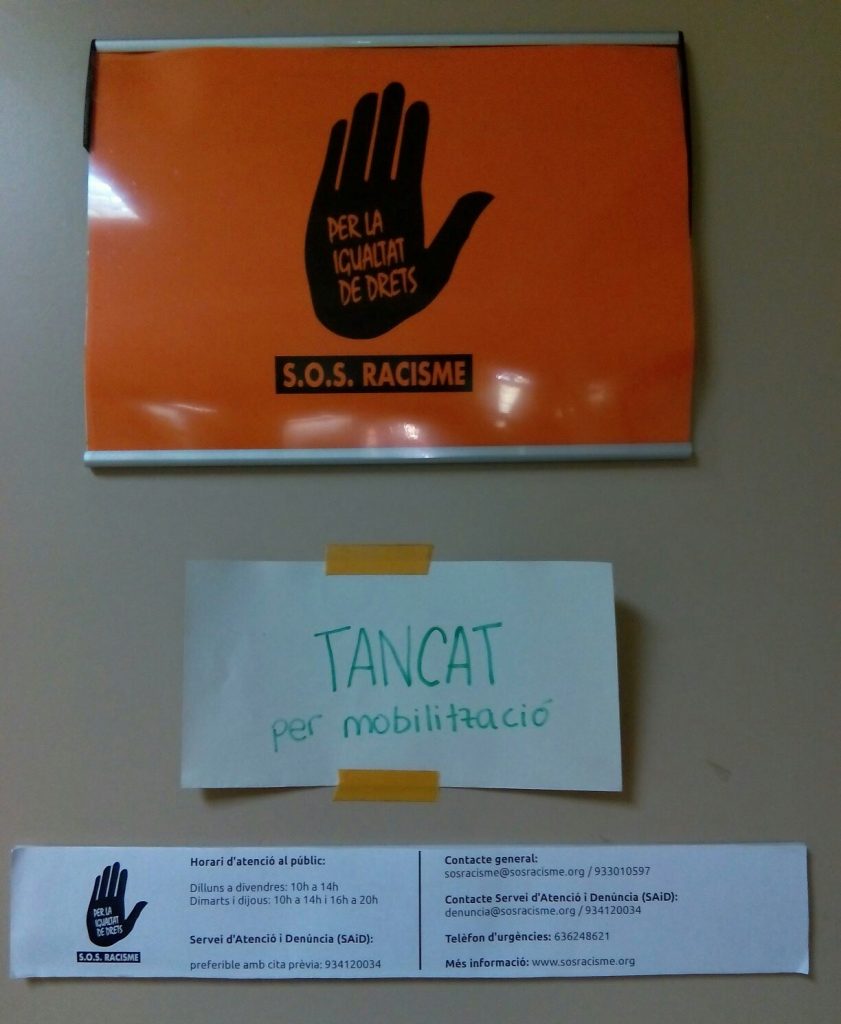 PER LA
IGUALTAT
DE DRETS
S.O.S. RACISME
TANCAT
per mobilització
PER LA
IGUALTAT
DE DRETS
S.O.S. RACISME
Horari d'atenció al públic:
Dilluns a divendres: 10h a 14h
Dimarts i dijous: 10h a 14h i 16h a 20h
Servei d'Atenció i Denúncia (SAiD):
preferible amb cita prèvia: 934120034
Contacte general:
sosracisme@sosracisme.org / 933010597
Contacte Servei d'Atenció i Denúncia (SAiD):
denuncia@sosracisme.org / 934120034
Telèfon d'urgències: 636248621
Més informació: www.sosracisme.org